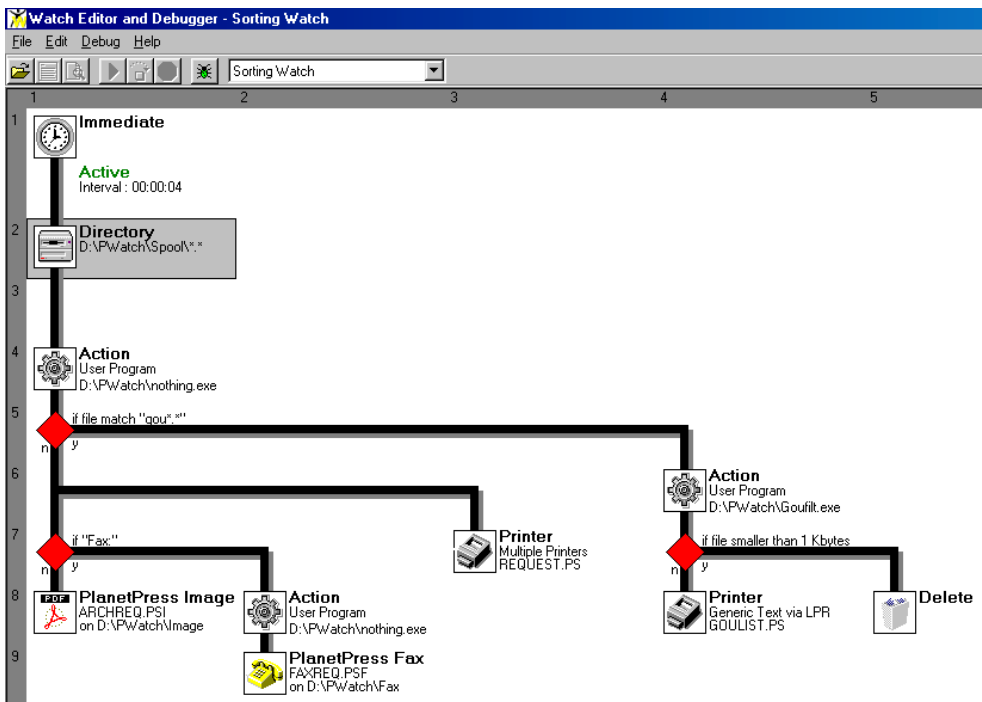 Watch Editor and Debugger - Sorting Watch
File Edit Debug Help
Sorting Watch
1 2 3 4 5
1
Immediate
Active
Interval : 00:00:04
2
Directory
D:\PWatch\Spool\*.*
3
4
Action
User Program
D:\PWatch\nothing.exe
5
if file match "gou*.*"
n y
6
Action
User Program
D:\PWatch\Goufilt.exe
7
if "Fax:"
n y
Printer
Multiple Printers
REQUEST.PS
if file smaller than 1 Kbytes
n y
8
PDF
PlanetPress Image
ARCHREQ.PSI
on D:\PWatch\Image
Action
User Program
D:\PWatch\nothing.exe
Printer
Generic Text via LPR
GOULIST.PS
Delete
9
PlanetPress Fax
FAXREQ.PSF
on D:\PWatch\Fax